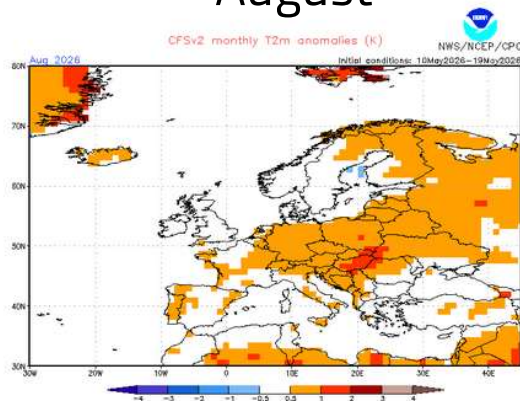 August
CFSv2 monthly T2m anomalies (K)
NWS/NCEP/CPC
Aug 2026
Initial conditions: 10May2026-19May2026
80N
70N
60N
50N
40N
30N
30W 20W 10W 0 10E 20E 30E 40E
-4 -3 -2 -1 -0.5 0.5 1 2 3 4